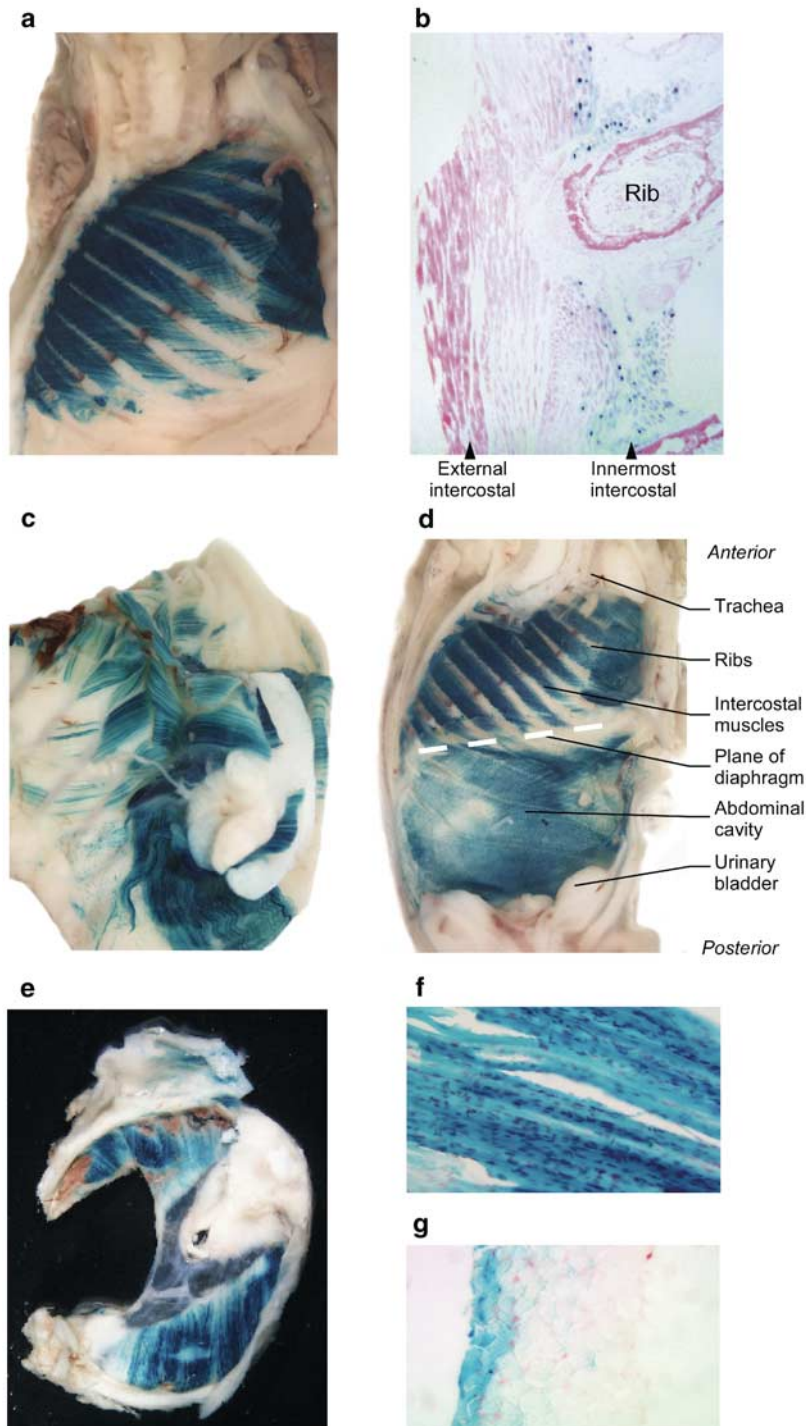 a
b
Rib
External
intercostal
Innermost
intercostal
c
d
Anterior
Trachea
Ribs
Intercostal
muscles
Plane of
diaphragm
Abdominal
cavity
Urinary
bladder
Posterior
e
f
g